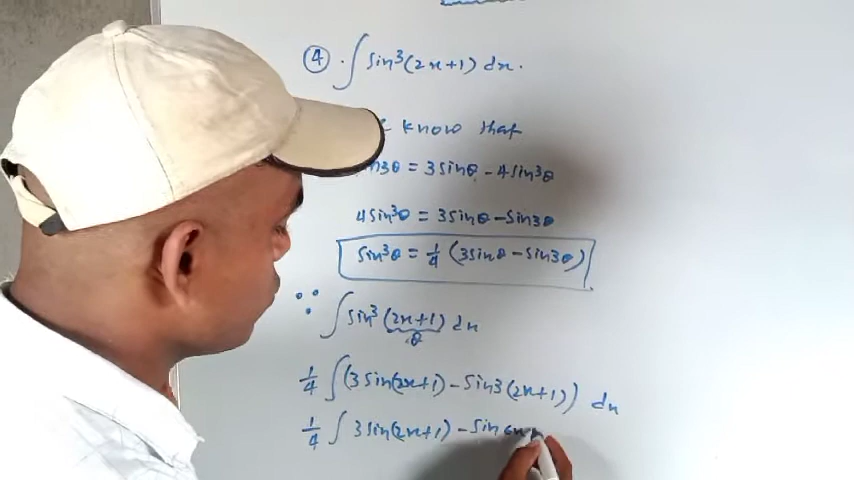 ④ . ∫ sin³(2x+1) dx.
know that
3θ = 3sinθ - 4sin³θ
4sin³θ = 3sinθ - sin3θ
sin³θ = 1/4 (3sinθ - sin3θ)
∵ ∫ sin³ (2x+1) dx
θ
1/4 ∫ (3sin(2x+1) - sin3(2x+1)) dx
1/4 ∫ 3sin(2x+1) - sin 6x